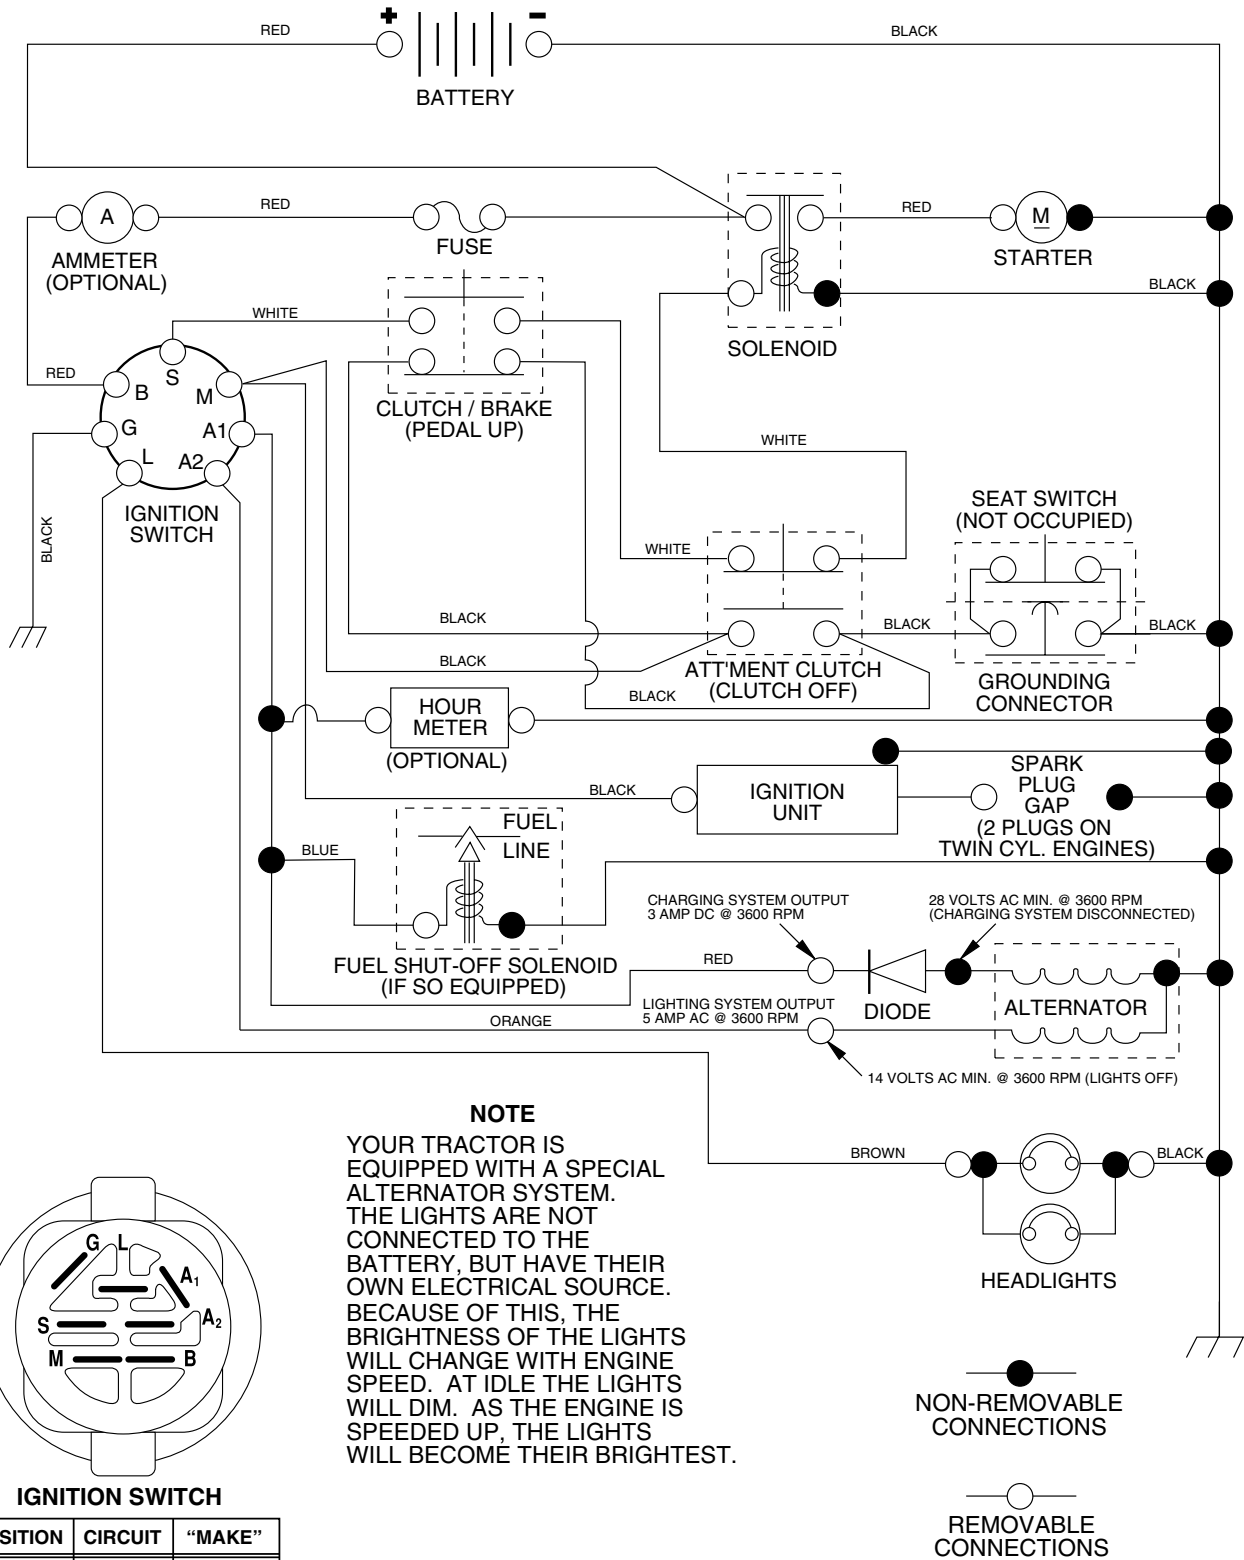 + -
RED
BLACK
BATTERY
A
RED
RED
M
AMMETER
(OPTIONAL)
FUSE
STARTER
BLACK
WHITE
SOLENOID
RED
S
B
M
G
A1
L
A2
CLUTCH / BRAKE
(PEDAL UP)
WHITE
IGNITION
SWITCH
BLACK
SEAT SWITCH
(NOT OCCUPIED)
WHITE
BLACK
BLACK
BLACK
BLACK
ATT'MENT CLUTCH
(CLUTCH OFF)
BLACK
GROUNDING
CONNECTOR
HOUR
METER
(OPTIONAL)
BLACK
IGNITION
UNIT
SPARK
PLUG
GAP
(2 PLUGS ON
TWIN CYL. ENGINES)
FUEL
LINE
BLUE
CHARGING SYSTEM OUTPUT
3 AMP DC @ 3600 RPM
28 VOLTS AC MIN. @ 3600 RPM
(CHARGING SYSTEM DISCONNECTED)
FUEL SHUT-OFF SOLENOID
(IF SO EQUIPPED)
RED
LIGHTING SYSTEM OUTPUT
5 AMP AC @ 3600 RPM
DIODE
ALTERNATOR
ORANGE
14 VOLTS AC MIN. @ 3600 RPM (LIGHTS OFF)
NOTE
YOUR TRACTOR IS
EQUIPPED WITH A SPECIAL
ALTERNATOR SYSTEM.
THE LIGHTS ARE NOT
CONNECTED TO THE
BATTERY, BUT HAVE THEIR
OWN ELECTRICAL SOURCE.
BECAUSE OF THIS, THE
BRIGHTNESS OF THE LIGHTS
WILL CHANGE WITH ENGINE
SPEED. AT IDLE THE LIGHTS
WILL DIM. AS THE ENGINE IS
SPEEDED UP, THE LIGHTS
WILL BECOME THEIR BRIGHTEST.
BROWN
BLACK
HEADLIGHTS
G L
A1
S
A2
M
B
IGNITION SWITCH
SITION CIRCUIT “MAKE”
NON-REMOVABLE
CONNECTIONS
REMOVABLE
CONNECTIONS